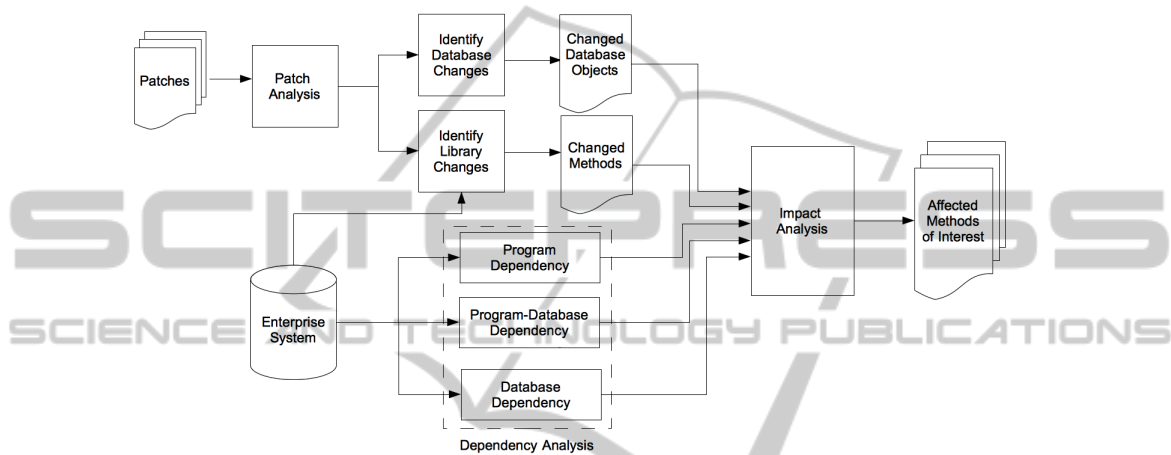 Patches
Patch
Analysis
Identify
Database
Changes
Changed
Database
Objects
Identify
Library
Changes
Changed
Methods
Impact
Analysis
Affected
Methods
of Interest
Enterprise
System
Program
Dependency
Program-Database
Dependency
Database
Dependency
Dependency Analysis
SCITEPRESS
SCIENCE AND TECHNOLOGY PUBLICATIONS